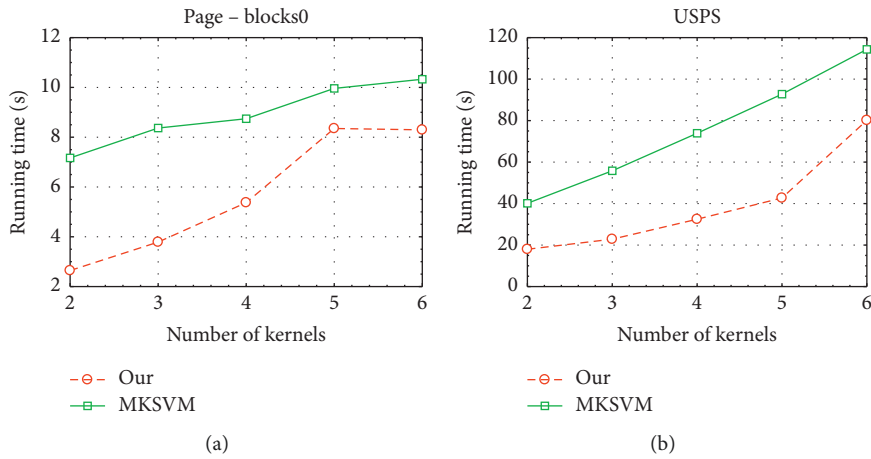 Page – blocks0
12
10
8
6
4
2
2
3
4
5
6
Running time (s)
Number of kernels
Our
MKSVM
(a)
USPS
120
100
80
60
40
20
0
2
3
4
5
6
Running time (s)
Number of kernels
Our
MKSVM
(b)